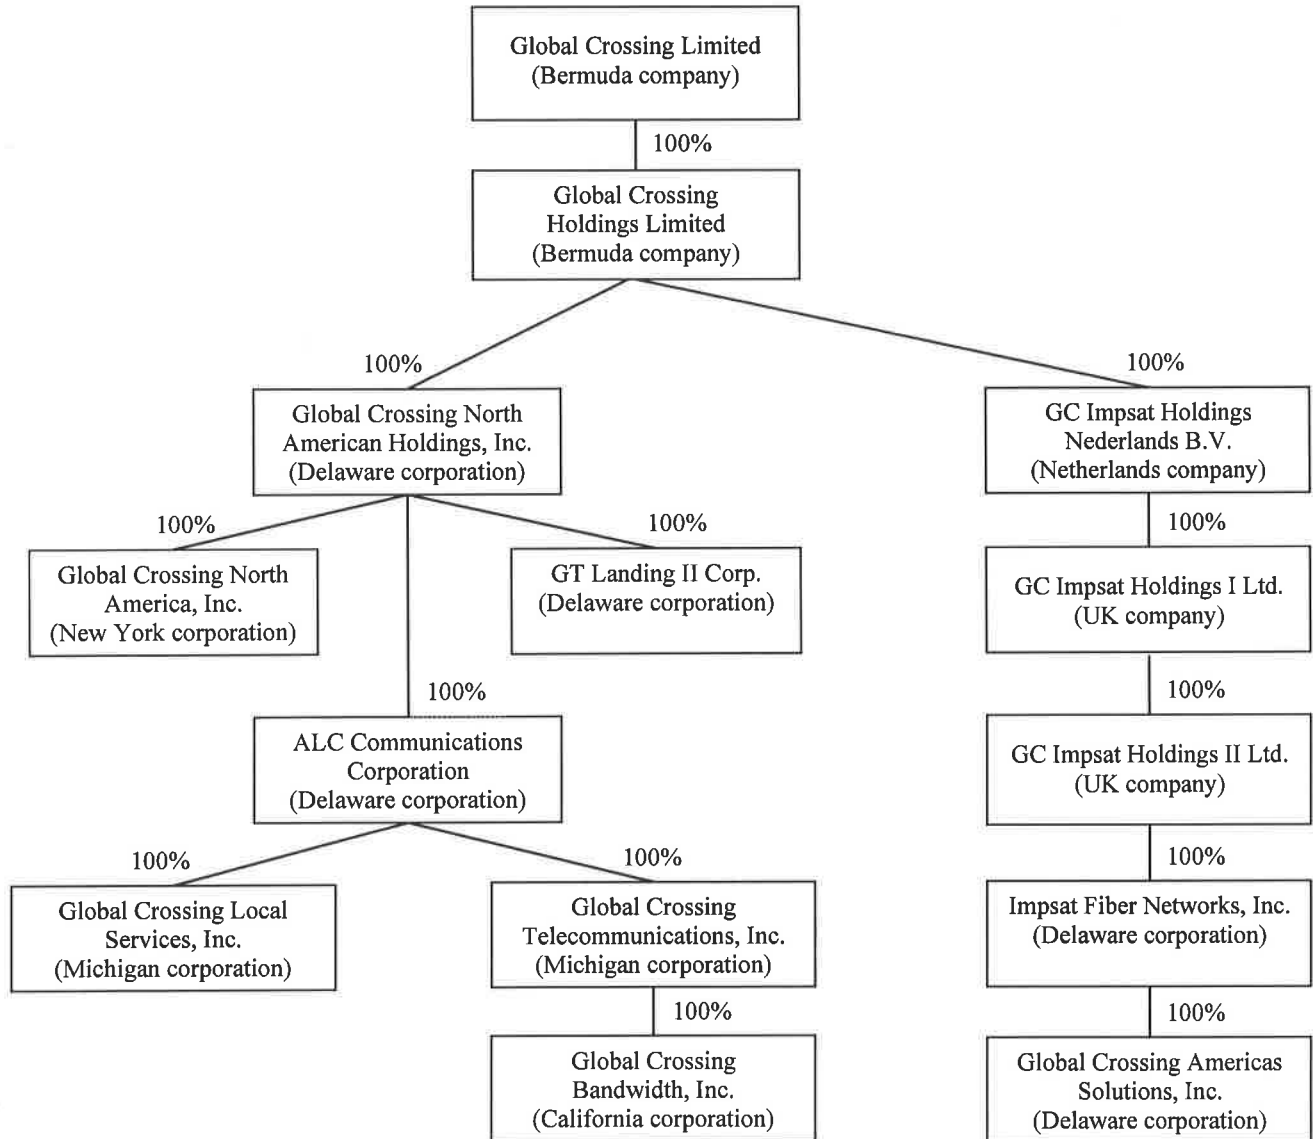 Global Crossing Limited
(Bermuda company)
100%
Global Crossing
Holdings Limited
(Bermuda company)
100%
100%
Global Crossing North
American Holdings, Inc.
(Delaware corporation)
GC Impsat Holdings
Nederlands B.V.
(Netherlands company)
100%
100%
100%
Global Crossing North
America, Inc.
(New York corporation)
GT Landing II Corp.
(Delaware corporation)
GC Impsat Holdings I Ltd.
(UK company)
100%
100%
ALC Communications
Corporation
(Delaware corporation)
GC Impsat Holdings II Ltd.
(UK company)
100%
100%
100%
Global Crossing Local
Services, Inc.
(Michigan corporation)
Global Crossing
Telecommunications, Inc.
(Michigan corporation)
Impsat Fiber Networks, Inc.
(Delaware corporation)
100%
100%
Global Crossing
Bandwidth, Inc.
(California corporation)
Global Crossing Americas
Solutions, Inc.
(Delaware corporation)